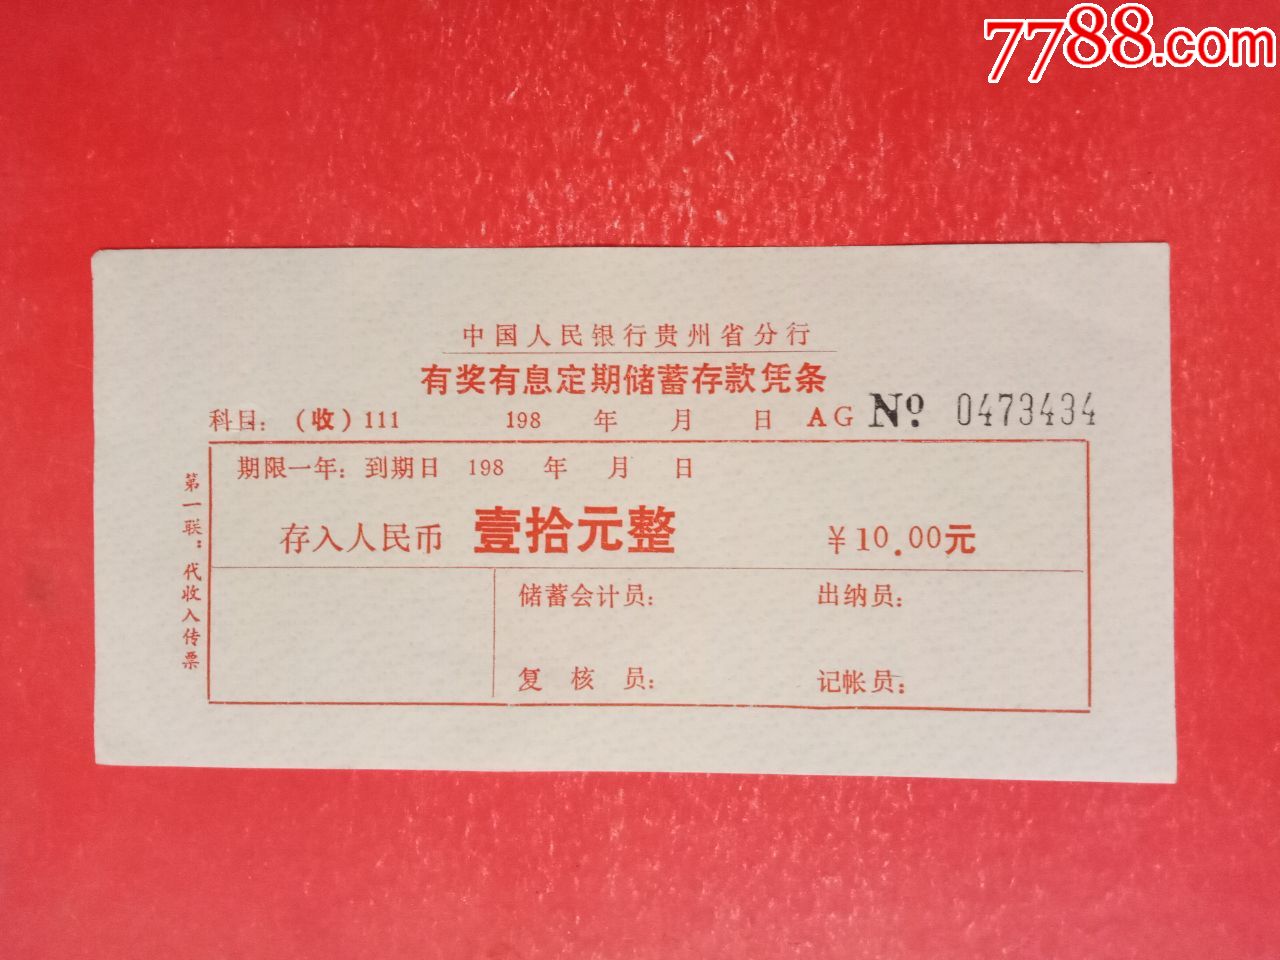 7788.com
中国人民银行贵州省分行
有奖有息定期储蓄存款凭条
科目:(收)111 198 年 月 日 AG № 0473434
期限一年:到期日 198 年 月 日
存入人民币 壹拾元整 ￥10.00元
储蓄会计员: 出纳员:
复核员: 记帐员:
第一联:代收入传票